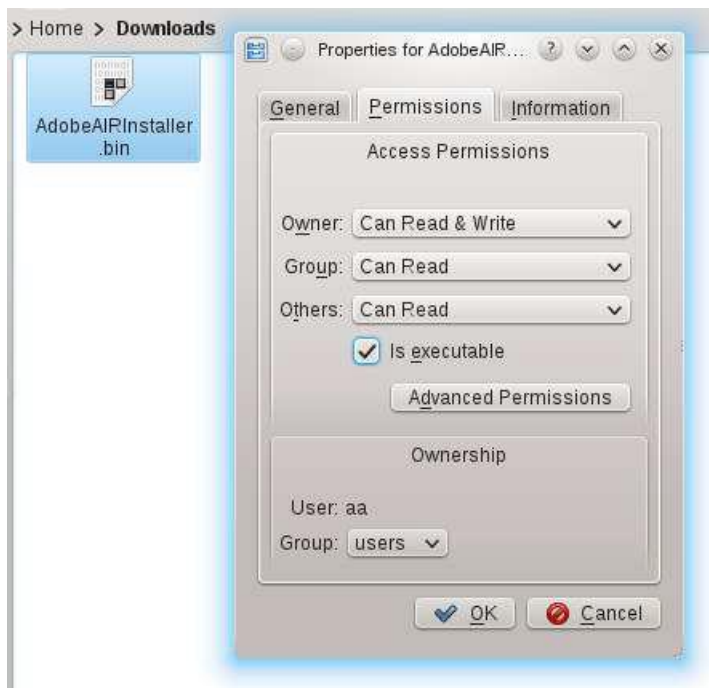 > Home > Downloads
AdobeAIRInstaller
.bin
Properties for AdobeAIR...
General Permissions Information
Access Permissions
Owner: Can Read & Write
Group: Can Read
Others: Can Read
Is executable
Advanced Permissions
Ownership
User: aa
Group: users
OK Cancel